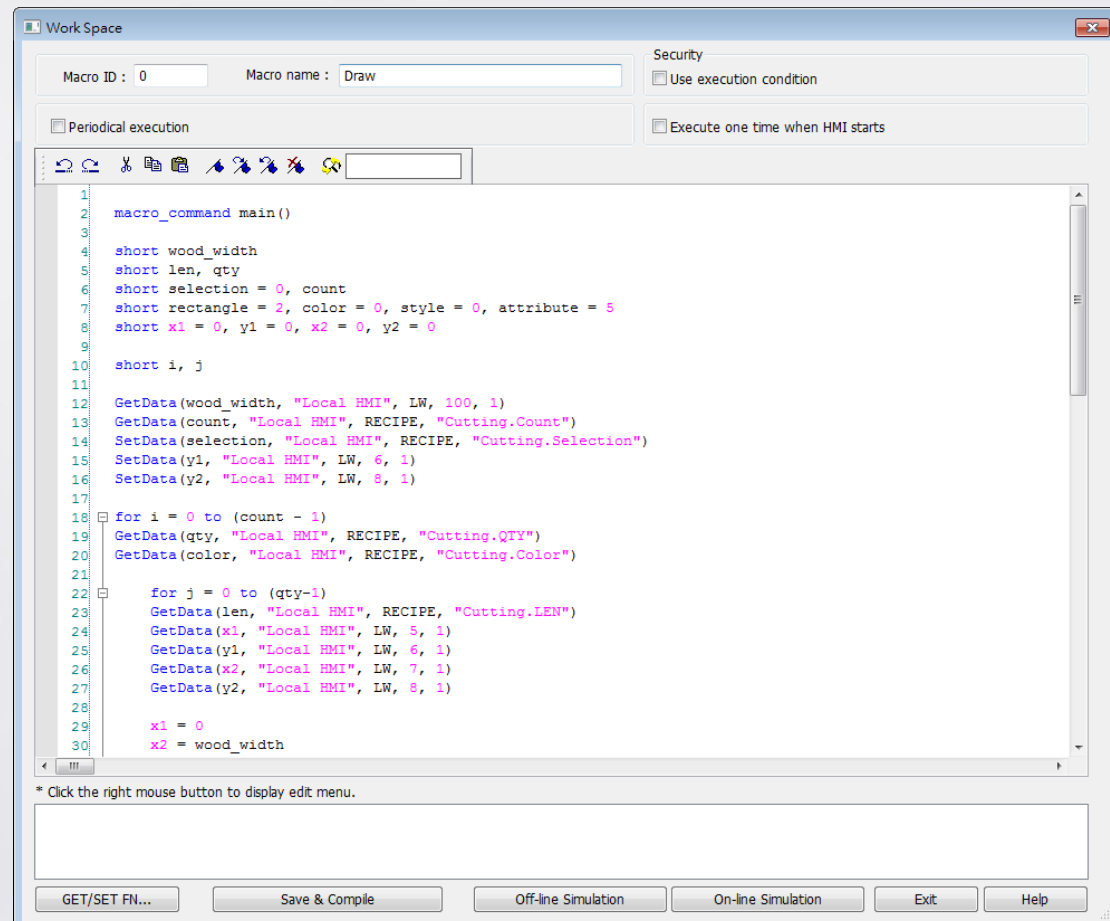 Work Space
Security
Macro ID : 0 Macro name : Draw
Use execution condition
Periodical execution
Execute one time when HMI starts
1
2 macro_command main()
3
4 short wood_width
5 short len, qty
6 short selection = 0, count
7 short rectangle = 2, color = 0, style = 0, attribute = 5
8 short x1 = 0, y1 = 0, x2 = 0, y2 = 0
9
10 short i, j
11
12 GetData(wood_width, "Local HMI", LW, 100, 1)
13 GetData(count, "Local HMI", RECIPE, "Cutting.Count")
14 SetData(selection, "Local HMI", RECIPE, "Cutting.Selection")
15 SetData(y1, "Local HMI", LW, 6, 1)
16 SetData(y2, "Local HMI", LW, 8, 1)
17
18 for i = 0 to (count - 1)
19 GetData(qty, "Local HMI", RECIPE, "Cutting.QTY")
20 GetData(color, "Local HMI", RECIPE, "Cutting.Color")
21
22 for j = 0 to (qty-1)
23 GetData(len, "Local HMI", RECIPE, "Cutting.LEN")
24 GetData(x1, "Local HMI", LW, 5, 1)
25 GetData(y1, "Local HMI", LW, 6, 1)
26 GetData(x2, "Local HMI", LW, 7, 1)
27 GetData(y2, "Local HMI", LW, 8, 1)
28
29 x1 = 0
30 x2 = wood_width
* Click the right mouse button to display edit menu.
GET/SET FN... Save & Compile Off-line Simulation On-line Simulation Exit Help